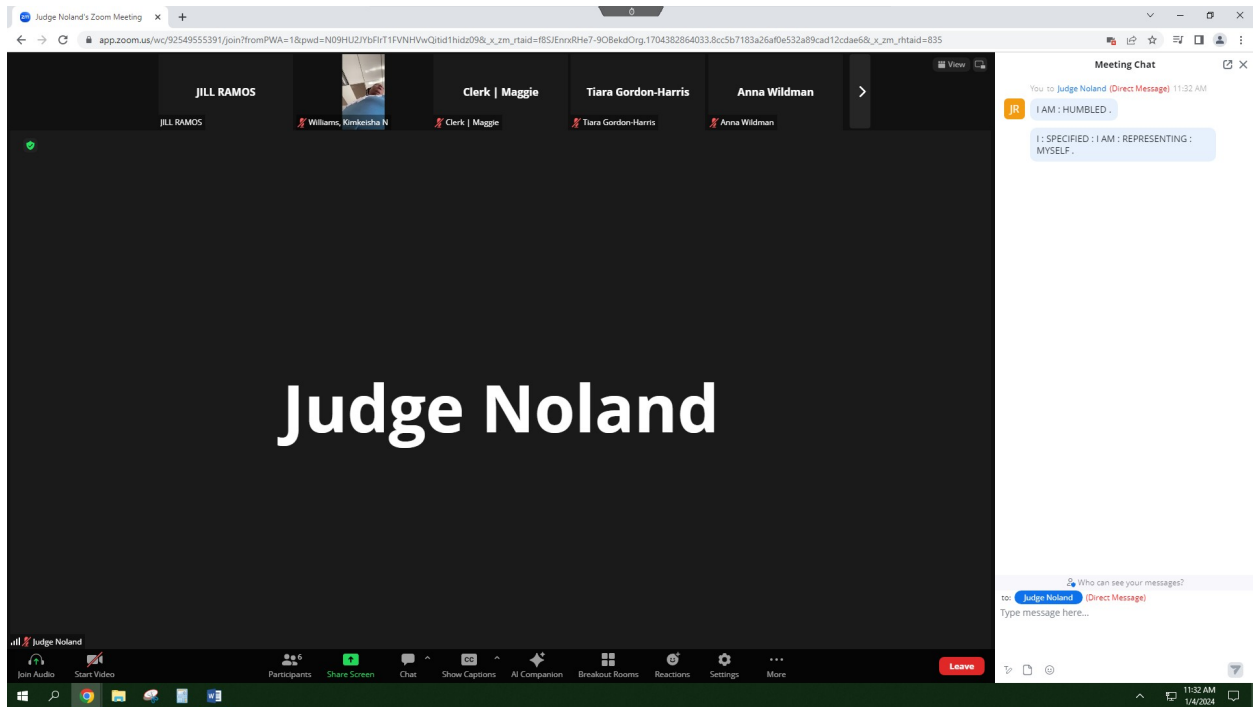 Judge Noland's Zoom Meeting
app.zoom.us/wc/92549555391/join?fromPWA=1&pwd=N09HU2JYbFlrT1FVNHVwQitid1hidz09&_x_zm_rtaid=f85JEnrxRHe7-9OBekdOrg.1704382864033.8cc5b7183a26af0e532a89cad12cdae6&_x_zm_rhtaid=835
JILL RAMOS
Clerk | Maggie
Tiara Gordon-Harris
Anna Wildman
View
JILL RAMOS
Williams, Kimkeisha N
Clerk | Maggie
Tiara Gordon-Harris
Anna Wildman
Judge Noland
Judge Noland
Join Audio
Start Video
6
Participants
Share Screen
Chat
CC
Show Captions
AI Companion
Breakout Rooms
Reactions
Settings
More
Leave
Meeting Chat
You to Judge Noland (Direct Message) 11:32 AM
JR
I AM : HUMBLED .
I : SPECIFIED : I AM : REPRESENTING :
MYSELF .
Who can see your messages?
to: Judge Noland (Direct Message)
Type message here...
11:32 AM
1/4/2024